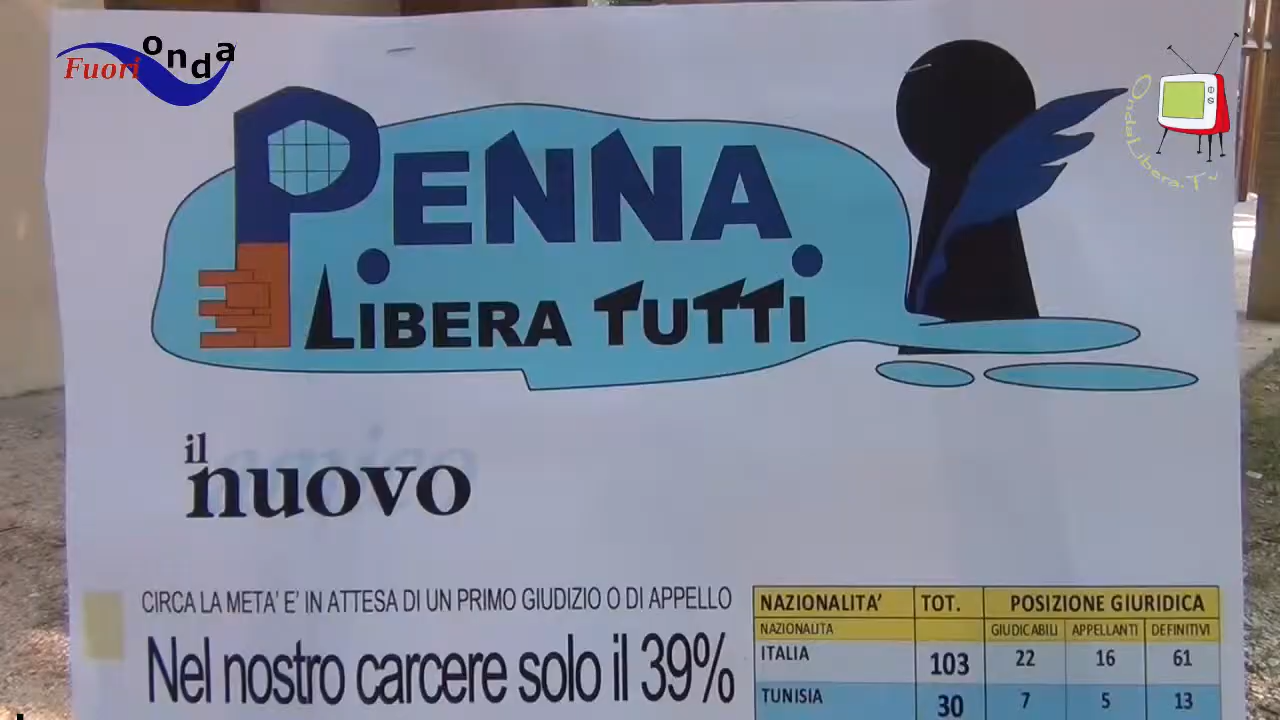 Fuori onda
OndaLibera.Tv
PENNA
LIBERA TUTTI
il
nuovo
CIRCA LA META' E' IN ATTESA DI UN PRIMO GIUDIZIO O DI APPELLO
Nel nostro carcere solo il 39%
NAZIONALITA' TOT. POSIZIONE GIURIDICA
NAZIONALITA GIUDICABILI APPELLANTI DEFINITIVI
ITALIA 103 22 16 61
TUNISIA 30 7 5 13